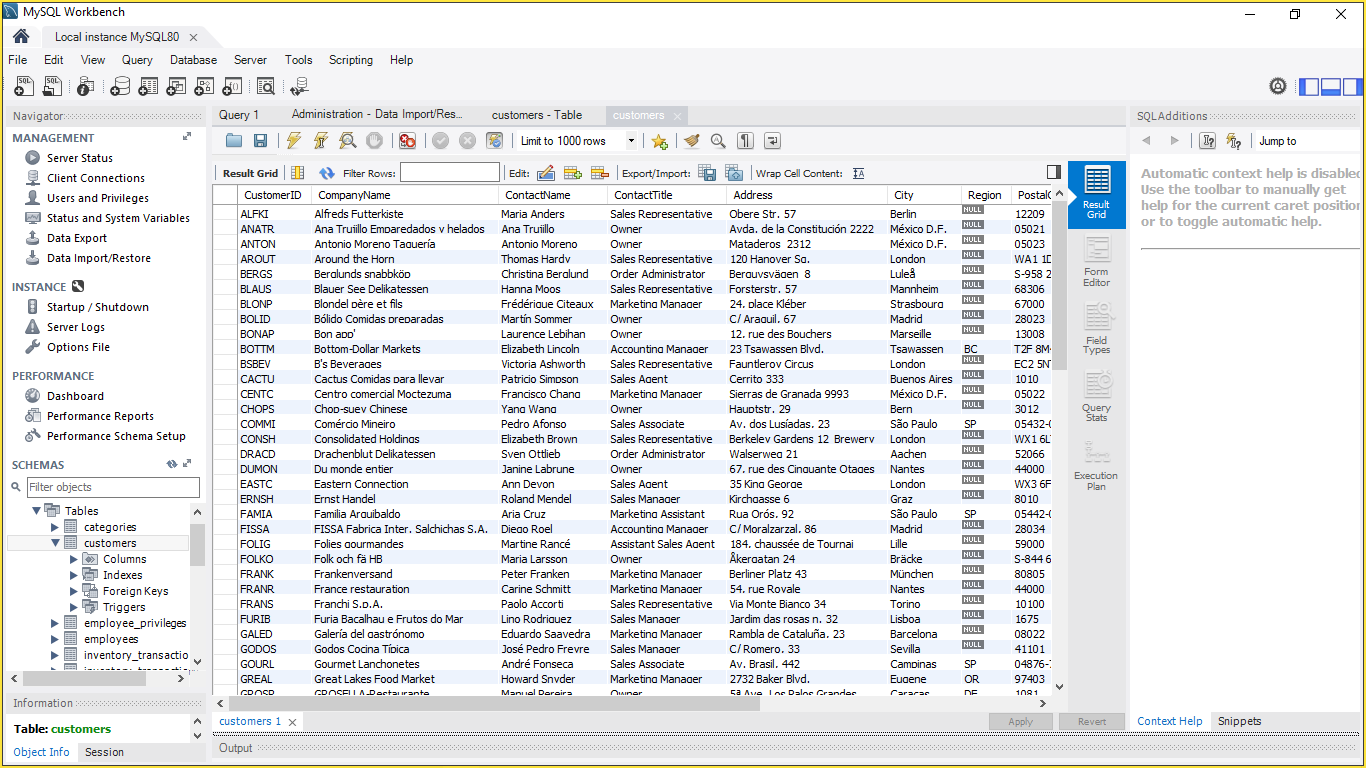 MySQL Workbench
Local instance MySQL80
File Edit View Query Database Server Tools Scripting Help
Navigator
MANAGEMENT
Server Status
Client Connections
Users and Privileges
Status and System Variables
Data Export
Data Import/Restore
INSTANCE
Startup / Shutdown
Server Logs
Options File
PERFORMANCE
Dashboard
Performance Reports
Performance Schema Setup
SCHEMAS
Filter objects
Tables
categories
customers
Columns
Indexes
Foreign Keys
Triggers
employee_privileges
employees
inventory_transactio
Information
Table: customers
Object Info Session
Query 1 Administration - Data Import/Res... customers - Table customers
Limit to 1000 rows
Result Grid Filter Rows: Edit: Export/Import: Wrap Cell Content:
CustomerID CompanyName ContactName ContactTitle Address City Region PostalC
ALFKI Alfreds Futterkiste Maria Anders Sales Representative Obere Str. 57 Berlin NULL 12209
ANATR Ana Trujillo Emparedados y helados Ana Trujillo Owner Avda. de la Constitución 2222 México D.F. NULL 05021
ANTON Antonio Moreno Taquería Antonio Moreno Owner Mataderos 2312 México D.F. NULL 05023
AROUT Around the Horn Thomas Hardy Sales Representative 120 Hanover Sq. London NULL WA1 1D
BERGS Berglunds snabbköp Christina Berglund Order Administrator Berguvsvägen 8 Luleå NULL S-958 2
BLAUS Blauer See Delikatessen Hanna Moos Sales Representative Forsterstr. 57 Mannheim NULL 68306
BLONP Blondel père et fils Frédérique Citeaux Marketing Manager 24, place Kléber Strasbourg NULL 67000
BOLID Bólido Comidas preparadas Martín Sommer Owner C/ Araquil, 67 Madrid NULL 28023
BONAP Bon app' Laurence Lebihan Owner 12, rue des Bouchers Marseille NULL 13008
BOTTM Bottom-Dollar Markets Elizabeth Lincoln Accounting Manager 23 Tsawassen Blvd. Tsawassen BC T2F 8M
BSBEV B's Beverages Victoria Ashworth Sales Representative Fauntleroy Circus London NULL EC2 5N
CACTU Cactus Comidas para llevar Patricio Simpson Sales Agent Cerrito 333 Buenos Aires NULL 1010
CENTC Centro comercial Moctezuma Francisco Chang Marketing Manager Sierras de Granada 9993 México D.F. NULL 05022
CHOPS Chop-suey Chinese Yang Wang Owner Hauptstr. 29 Bern NULL 3012
COMMI Comércio Mineiro Pedro Afonso Sales Associate Av. dos Lusíadas, 23 São Paulo SP 05432-0
CONSH Consolidated Holdings Elizabeth Brown Sales Representative Berkeley Gardens 12 Brewery London NULL WX1 6L
DRACD Drachenblut Delikatessen Sven Ottlieb Order Administrator Walserweg 21 Aachen NULL 52066
DUMON Du monde entier Janine Labrune Owner 67, rue des Cinquante Otages Nantes NULL 44000
EASTC Eastern Connection Ann Devon Sales Agent 35 King George London NULL WX3 6F
ERNSH Ernst Handel Roland Mendel Sales Manager Kirchgasse 6 Graz NULL 8010
FAMIA Familia Arquibaldo Aria Cruz Marketing Assistant Rua Orós, 92 São Paulo SP 05442-0
FISSA FISSA Fabrica Inter. Salchichas S.A. Diego Roel Accounting Manager C/ Moralzarzal, 86 Madrid NULL 28034
FOLIG Folies gourmandes Martine Rancé Assistant Sales Agent 184, chaussée de Tournai Lille NULL 59000
FOLKO Folk och fä HB Maria Larsson Owner Åkergatan 24 Bräcke NULL S-844 6
FRANK Frankenversand Peter Franken Marketing Manager Berliner Platz 43 München NULL 80805
FRANR France restauration Carine Schmitt Marketing Manager 54, rue Royale Nantes NULL 44000
FRANS Franchi S.p.A. Paolo Accorti Sales Representative Via Monte Bianco 34 Torino NULL 10100
FURIB Furia Bacalhau e Frutos do Mar Lino Rodriguez Sales Manager Jardim das rosas n. 32 Lisboa NULL 1675
GALED Galería del gastrónomo Eduardo Saavedra Marketing Manager Rambla de Cataluña, 23 Barcelona NULL 08022
GODOS Godos Cocina Típica José Pedro Freyre Sales Manager C/ Romero, 33 Sevilla NULL 41101
GOURL Gourmet Lanchonetes André Fonseca Sales Associate Av. Brasil, 442 Campinas SP 04876-7
GREAL Great Lakes Food Market Howard Snyder Marketing Manager 2732 Baker Blvd. Eugene OR 97403
GROSR GROSELLA-Restaurante Manuel Pereira Owner 5ª Ave. Los Palos Grandes Caracas DF 1081
customers 1 Apply Revert
Output
Result Grid
Form Editor
Field Types
Query Stats
Execution Plan
SQLAdditions
Jump to
Automatic context help is disabled
Use the toolbar to manually get
help for the current caret position
or to toggle automatic help.
Context Help Snippets